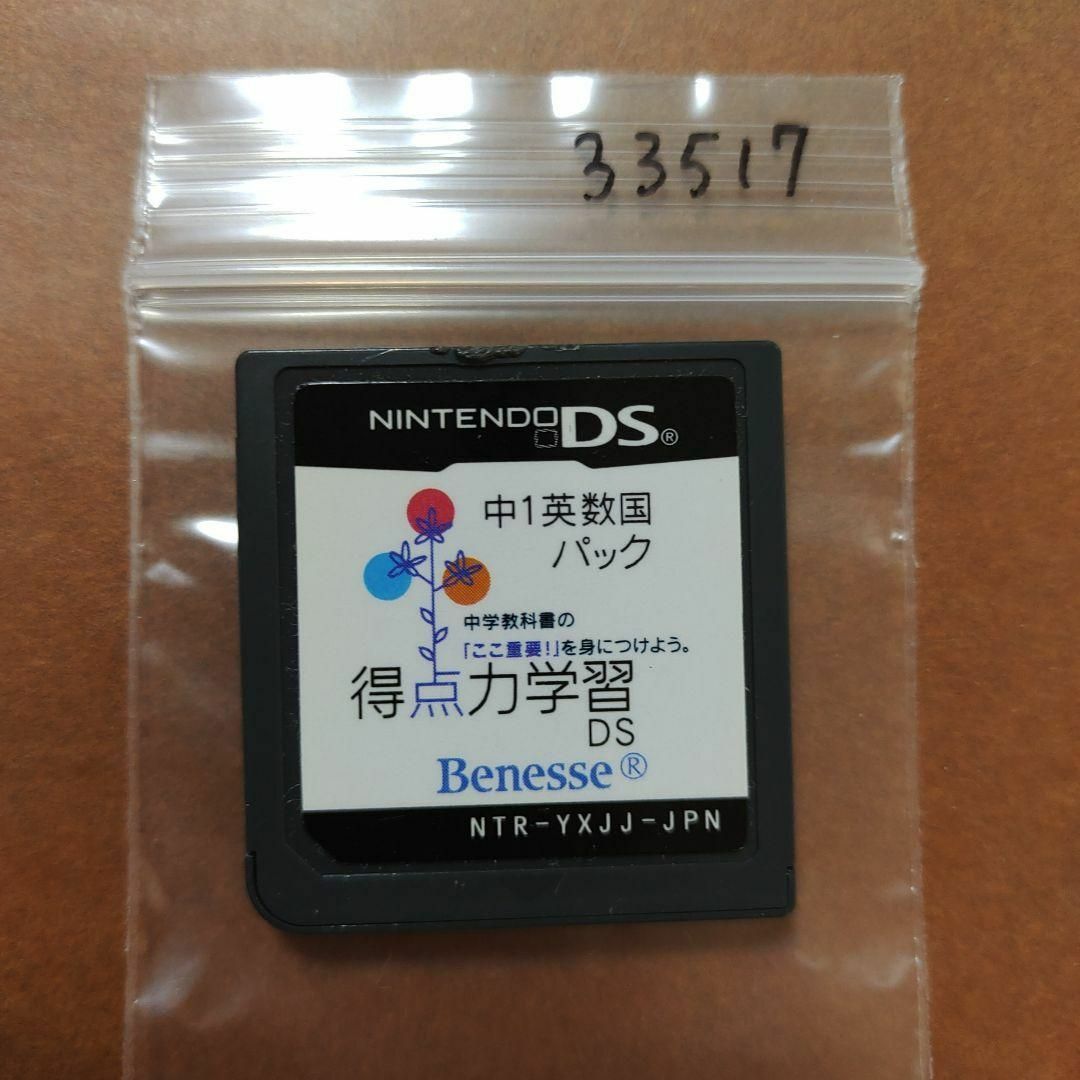 33517
NINTENDO DS®
中1英数国
パック
中学教科書の
「ここ重要!」を身につけよう。
得点力学習
DS
Benesse®
NTR-YXJJ-JPN